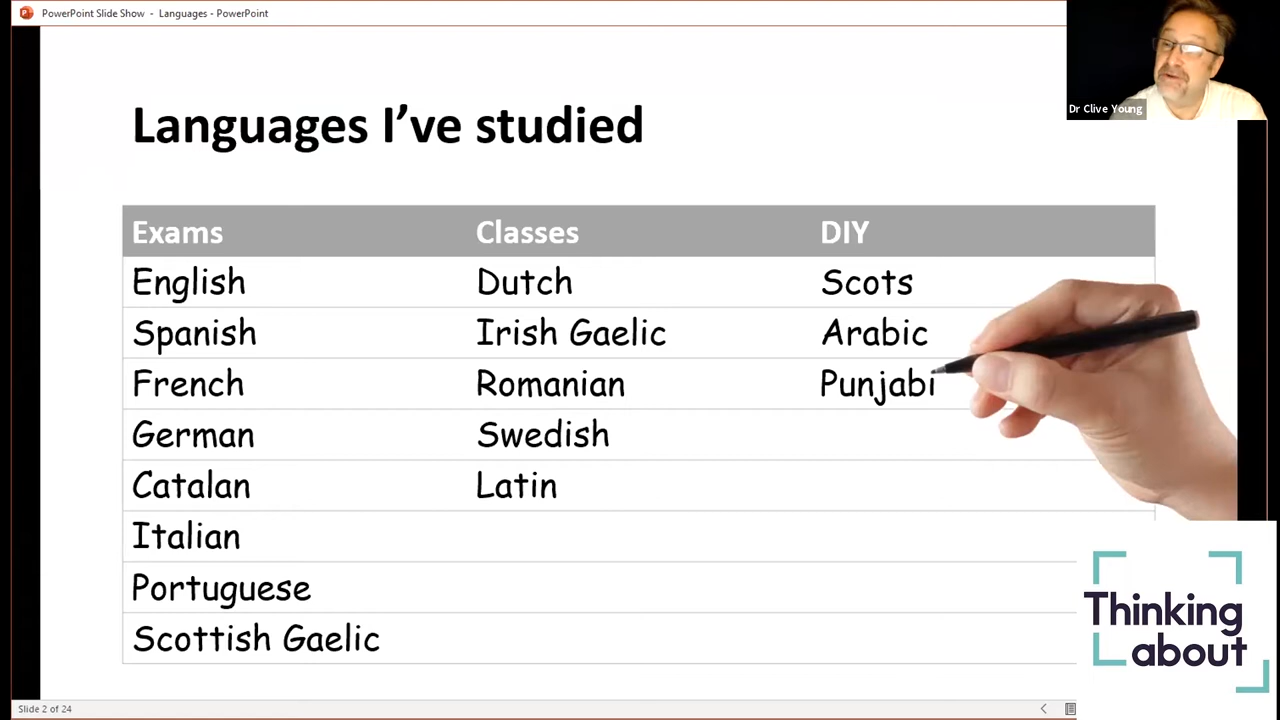 PowerPoint Slide Show - Languages - PowerPoint
Dr Clive Young
Languages I've studied
Exams Classes DIY
English Dutch Scots
Spanish Irish Gaelic Arabic
French Romanian Punjabi
German Swedish
Catalan Latin
Italian
Portuguese
Scottish Gaelic
Thinking
about
Slide 2 of 24